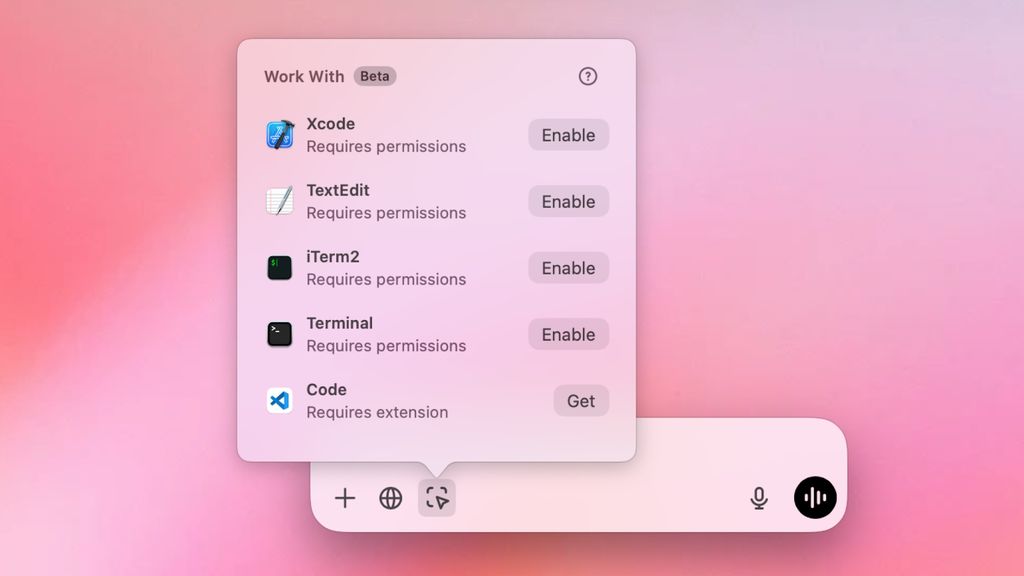 Work With Beta
Xcode
Requires permissions
Enable
TextEdit
Requires permissions
Enable
iTerm2
Requires permissions
Enable
Terminal
Requires permissions
Enable
Code
Requires extension
Get